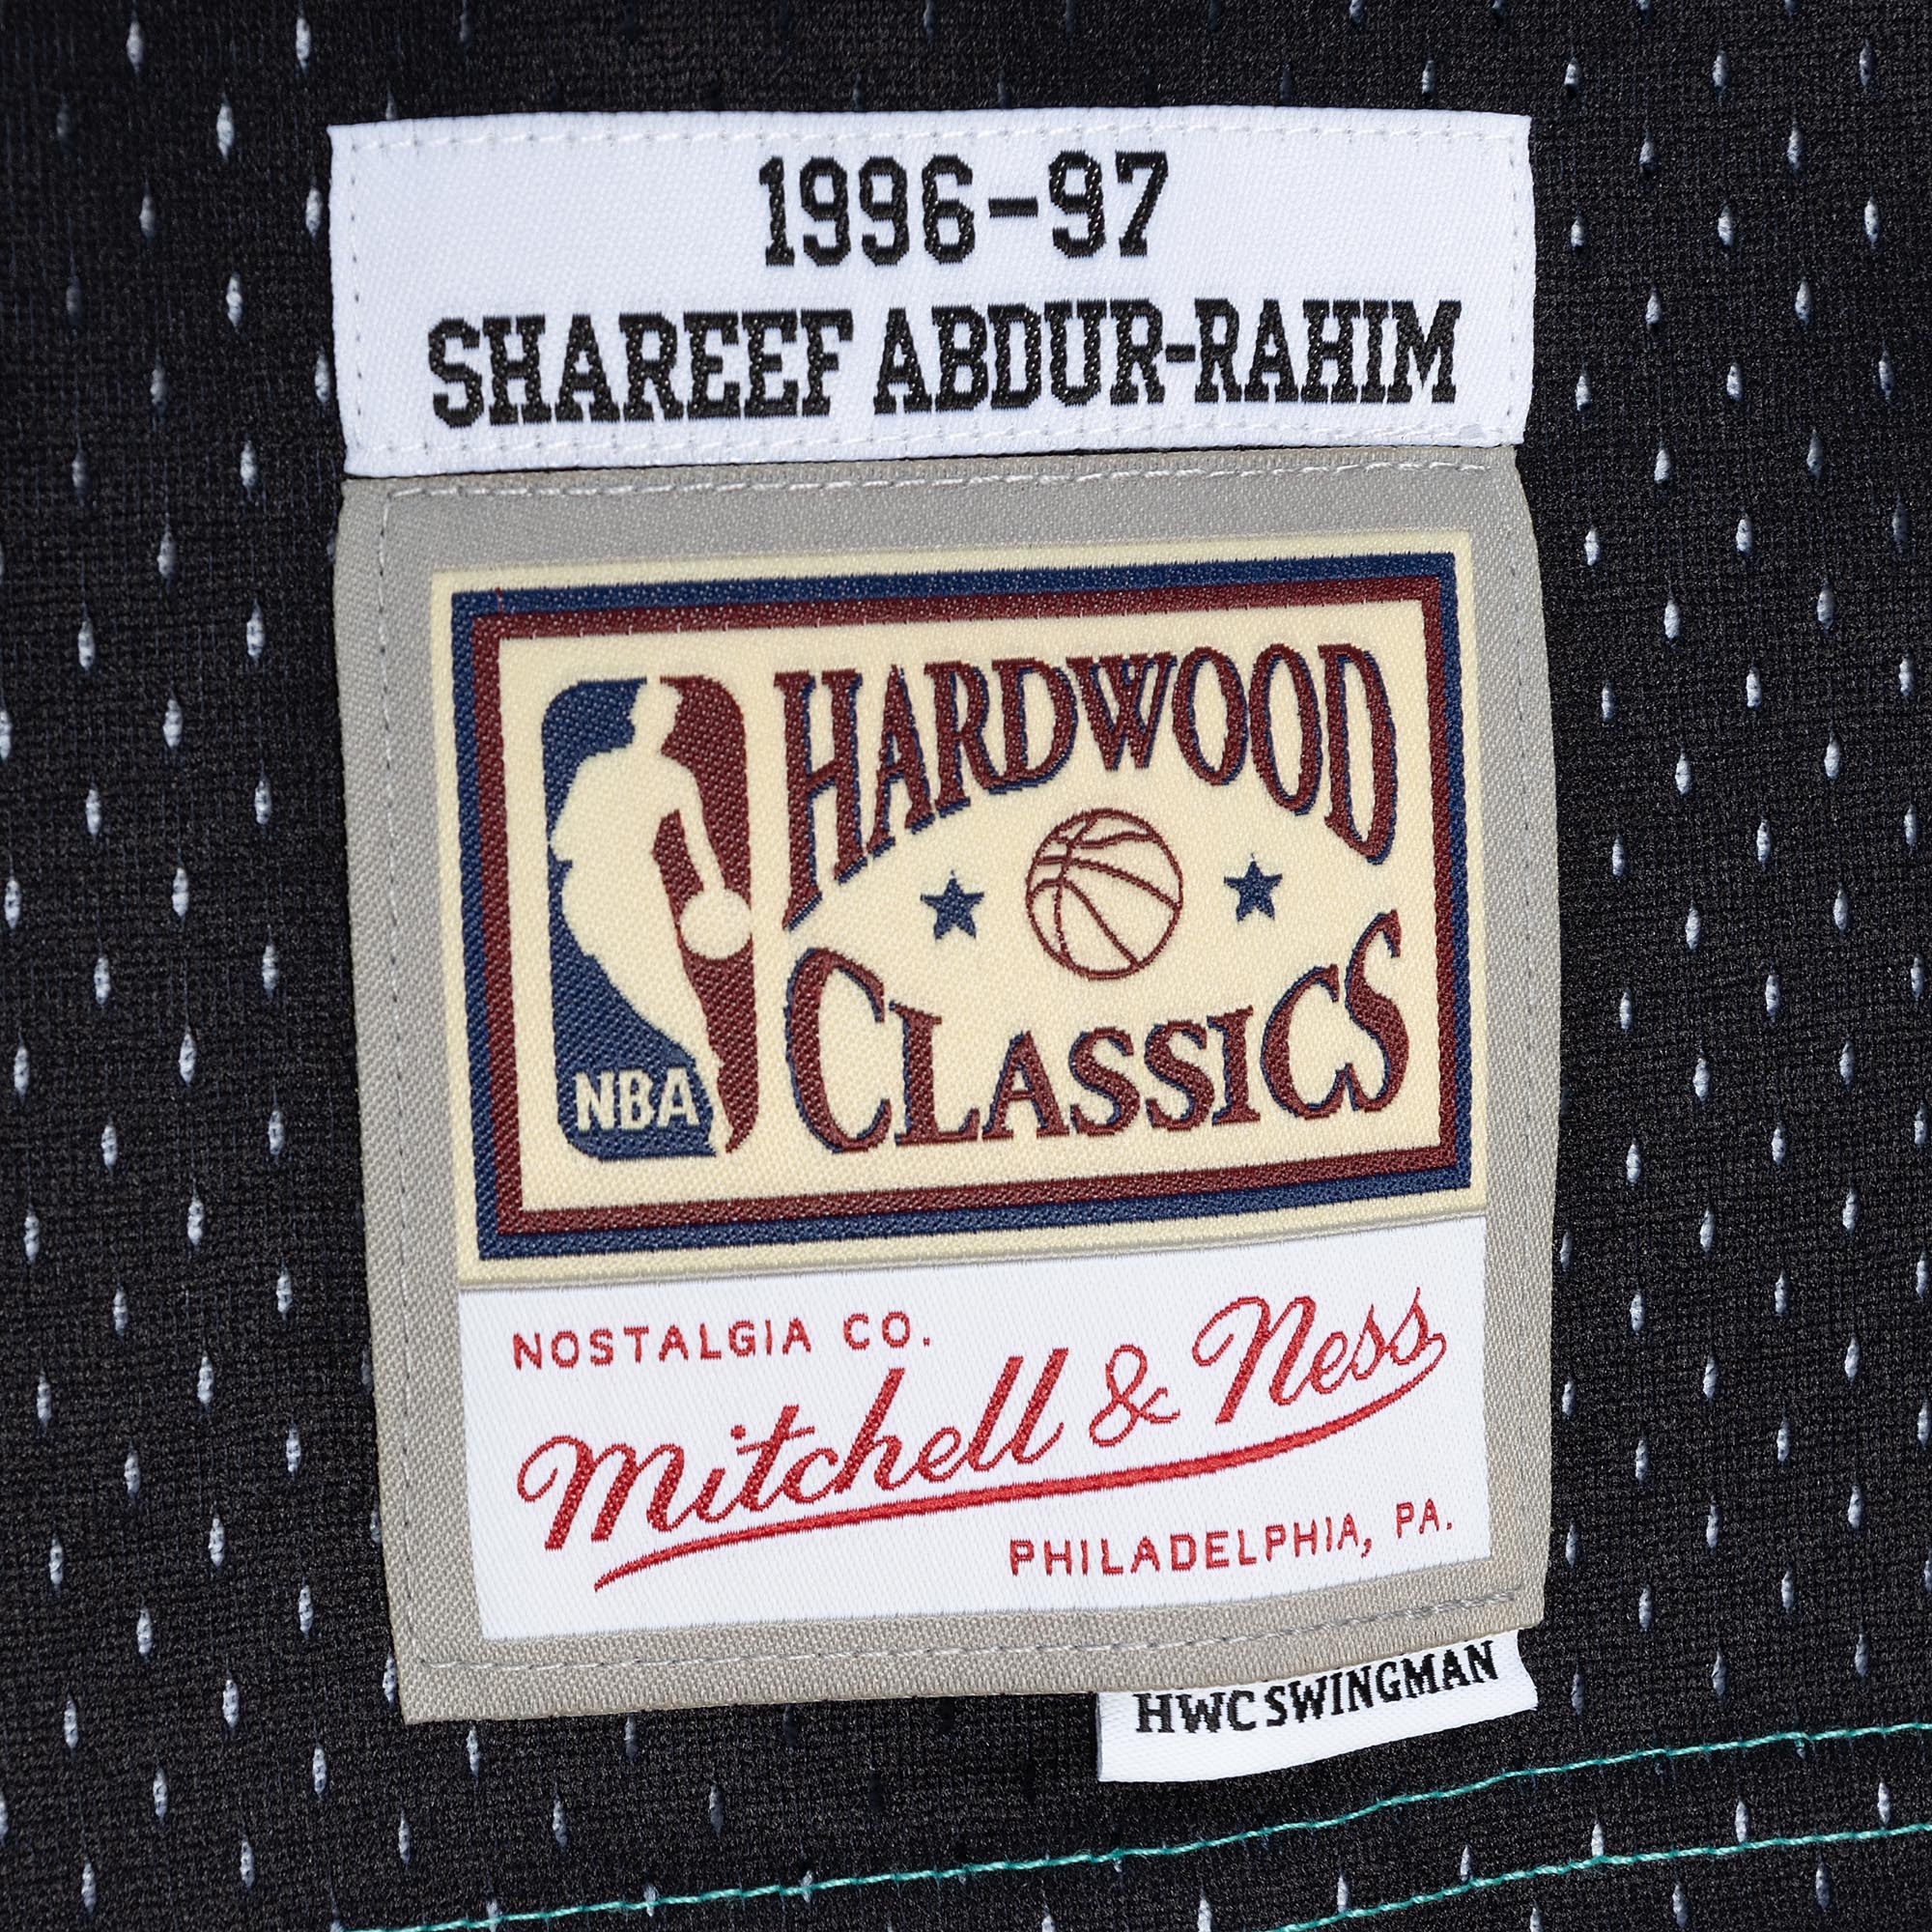 1996-97
SHAREEF ABDUR-RAHIM
HARDWOOD
CLASSICS
NBA
NOSTALGIA CO.
Mitchell & Ness
PHILADELPHIA, PA.
HWC SWINGMAN